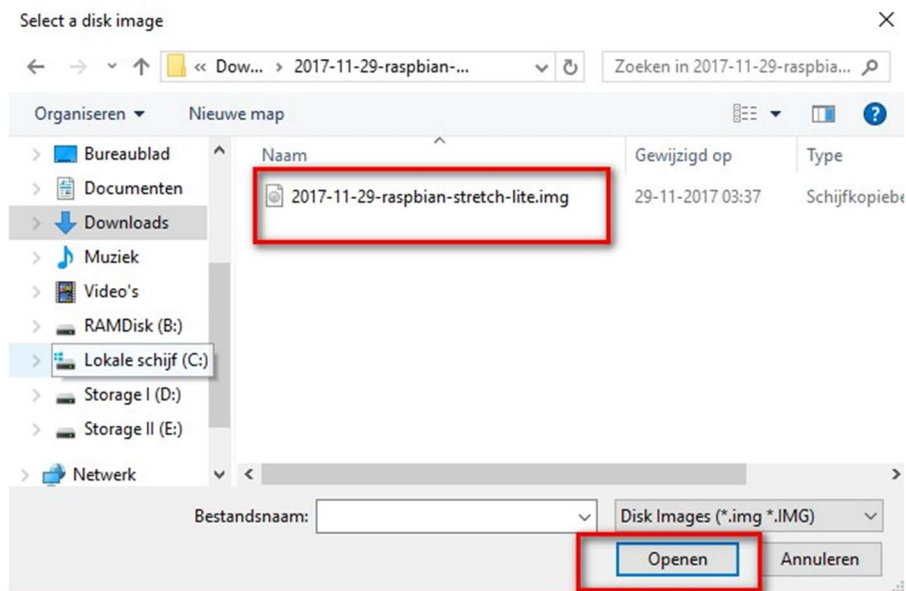 Select a disk image
« Dow... > 2017-11-29-raspbian-...
Zoeken in 2017-11-29-raspbia...
Organiseren
Nieuwe map
?
Naam
Gewijzigd op
Type
2017-11-29-raspbian-stretch-lite.img
29-11-2017 03:37
Schijfkopiebe
Bureaublad
Documenten
Downloads
Muziek
Video's
RAMDisk (B:)
Lokale schijf (C:)
Storage I (D:)
Storage II (E:)
Netwerk
Bestandsnaam:
Disk Images (*.img *.IMG)
Openen
Annuleren